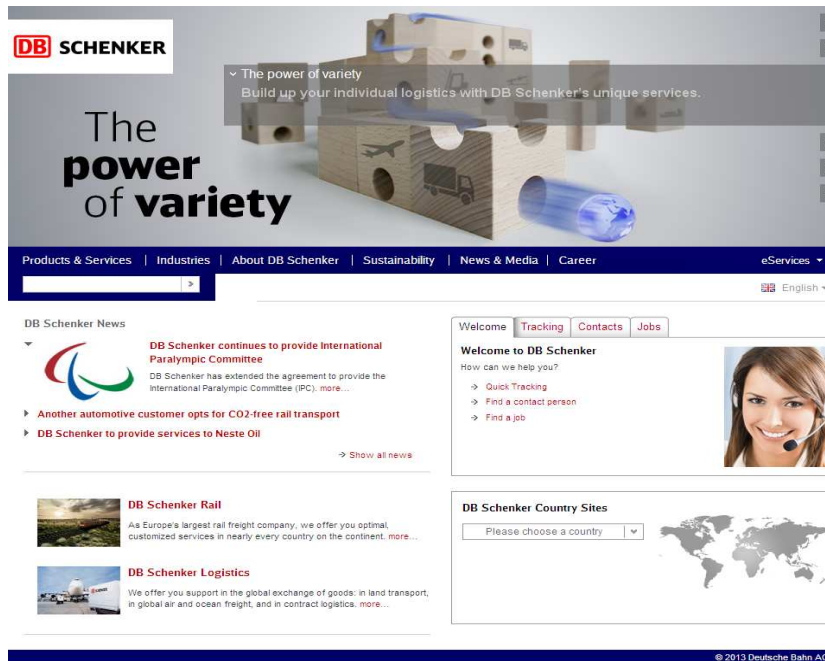 DB SCHENKER
The power of variety
Build up your individual logistics with DB Schenker's unique services.
The
power
of variety
Products & Services | Industries | About DB Schenker | Sustainability | News & Media | Career
eServices
English
DB Schenker News
DB Schenker continues to provide International
Paralympic Committee
DB Schenker has extended the agreement to provide the
International Paralympic Committee (IPC). more...
Another automotive customer opts for CO2-free rail transport
DB Schenker to provide services to Neste Oil
Show all news
Welcome Tracking Contacts Jobs
Welcome to DB Schenker
How can we help you?
Quick Tracking
Find a contact person
Find a job
DB Schenker Rail
As Europe's largest rail freight company, we offer you optimal,
customized services in nearly every country on the continent. more...
DB Schenker Logistics
We offer you support in the global exchange of goods: in land transport,
in global air and ocean freight, and in contract logistics. more...
DB Schenker Country Sites
Please choose a country
© 2013 Deutsche Bahn AG